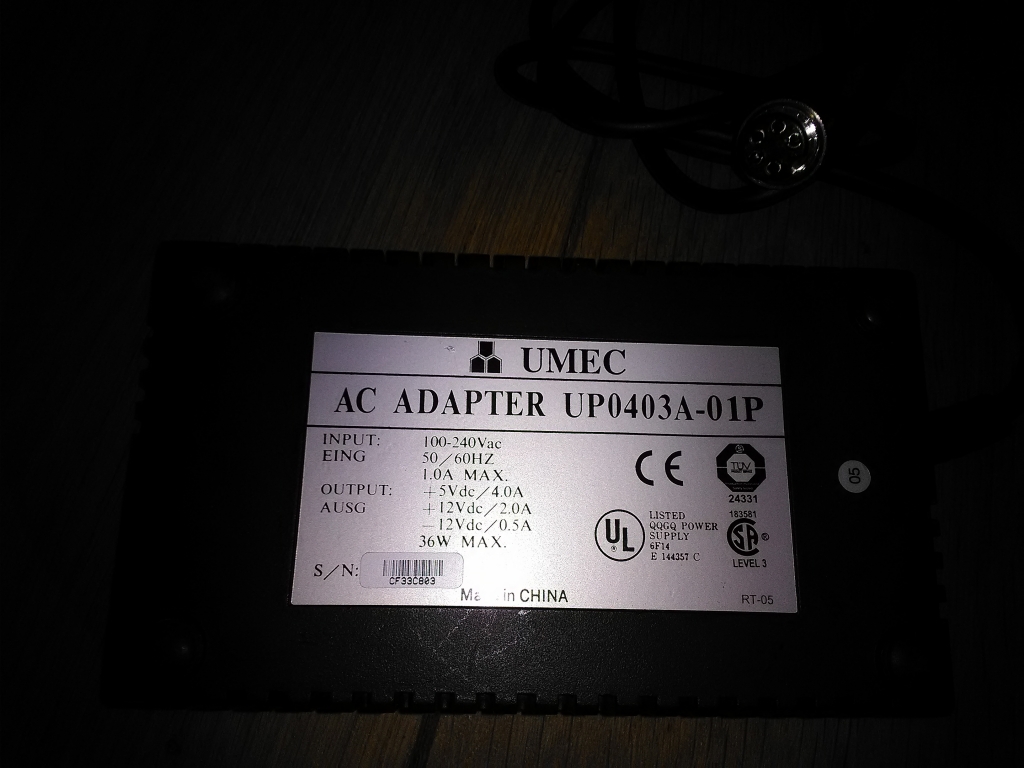 UMEC
AC ADAPTER UP0403A-01P
INPUT: 100-240Vac
EING 50/60HZ
1.0A MAX.
OUTPUT: +5Vdc/4.0A
AUSG +12Vdc/2.0A
-12Vdc/0.5A
36W MAX.
S/N:
CF33C803
in CHINA
CE
TUV
24331
UL
LISTED
QQGQ POWER
SUPPLY
6F14
E 144357 C
183581
SA
LEVEL 3
RT-05
05